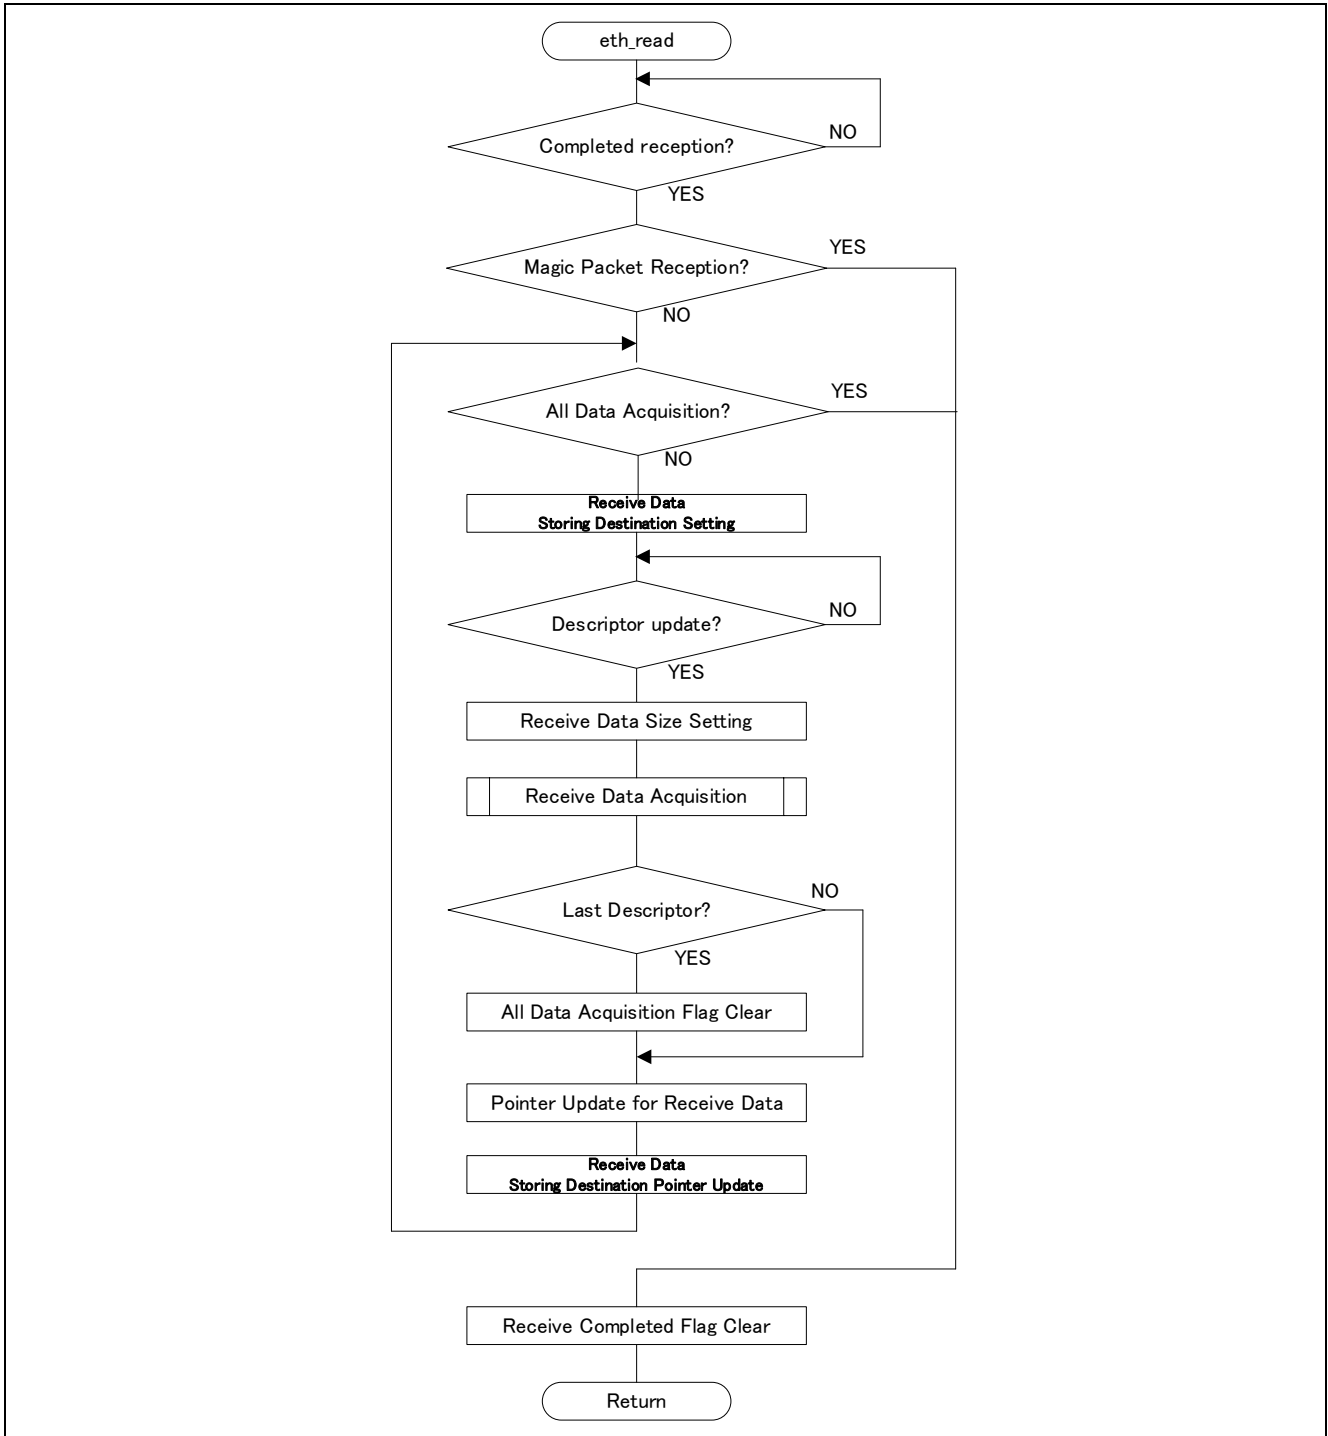 eth_read
Completed reception?
NO
YES
Magic Packet Reception?
YES
NO
All Data Acquisition?
YES
NO
Receive Data
Storing Destination Setting
Descriptor update?
NO
YES
Receive Data Size Setting
Receive Data Acquisition
Last Descriptor?
NO
YES
All Data Acquisition Flag Clear
Pointer Update for Receive Data
Receive Data
Storing Destination Pointer Update
Receive Completed Flag Clear
Return